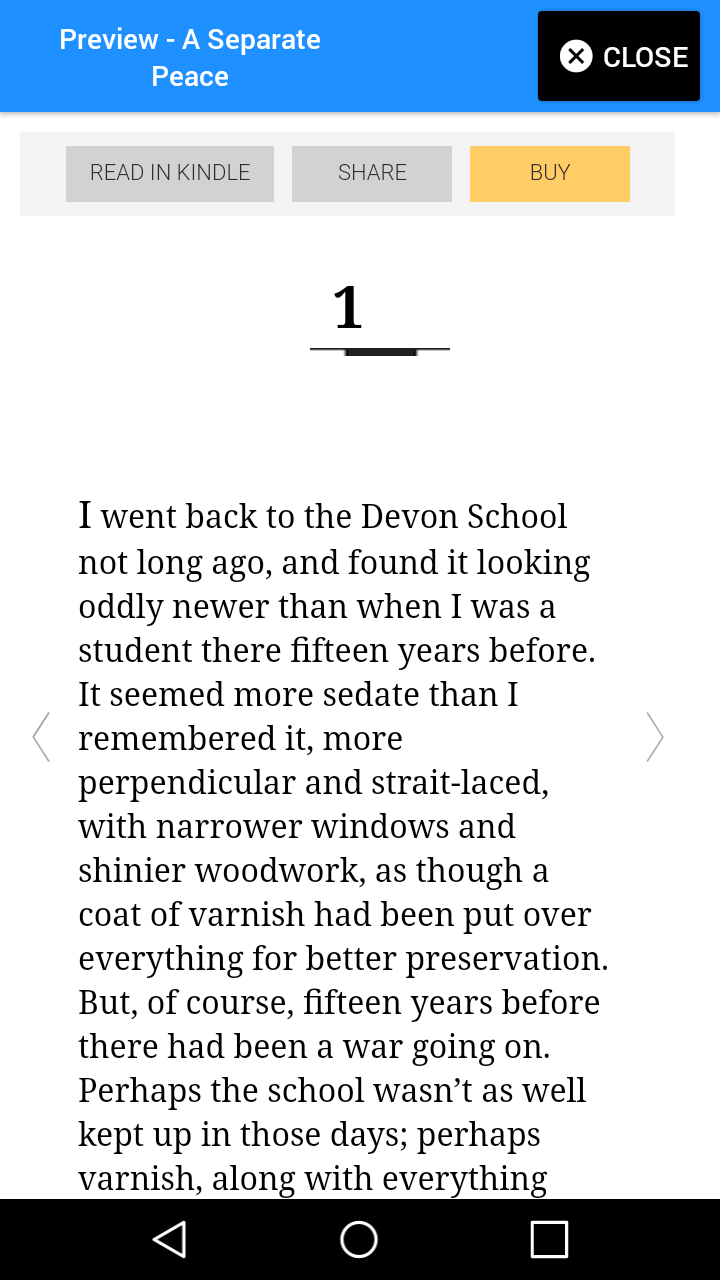 Preview - A Separate
Peace
CLOSE
READ IN KINDLE
SHARE
BUY
1
I went back to the Devon School
not long ago, and found it looking
oddly newer than when I was a
student there fifteen years before.
It seemed more sedate than I
remembered it, more
perpendicular and strait-laced,
with narrower windows and
shinier woodwork, as though a
coat of varnish had been put over
everything for better preservation.
But, of course, fifteen years before
there had been a war going on.
Perhaps the school wasn’t as well
kept up in those days; perhaps
varnish, along with everything